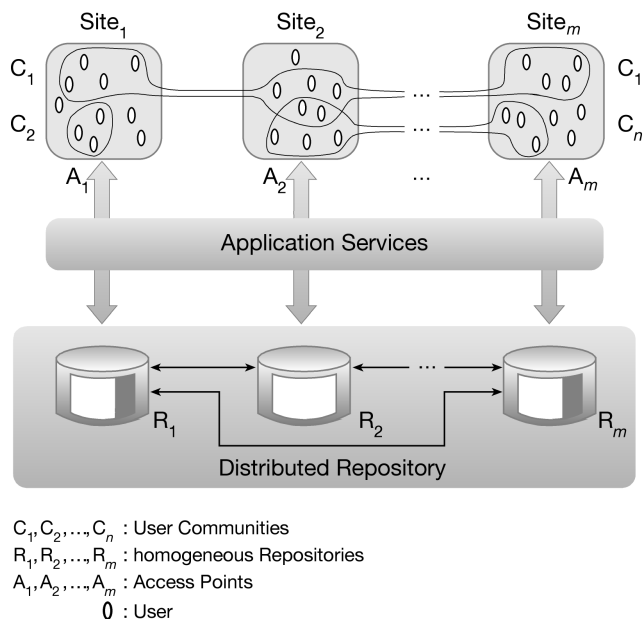 Site1 Site2 Sitem
C1 C1
... 
C2 ... Cn
A1 A2 ... Am
Application Services
...
R1 R2 Rm
Distributed Repository
C1,C2,...,Cn : User Communities
R1,R2,...,Rm : homogeneous Repositories
A1,A2,...,Am : Access Points
: User